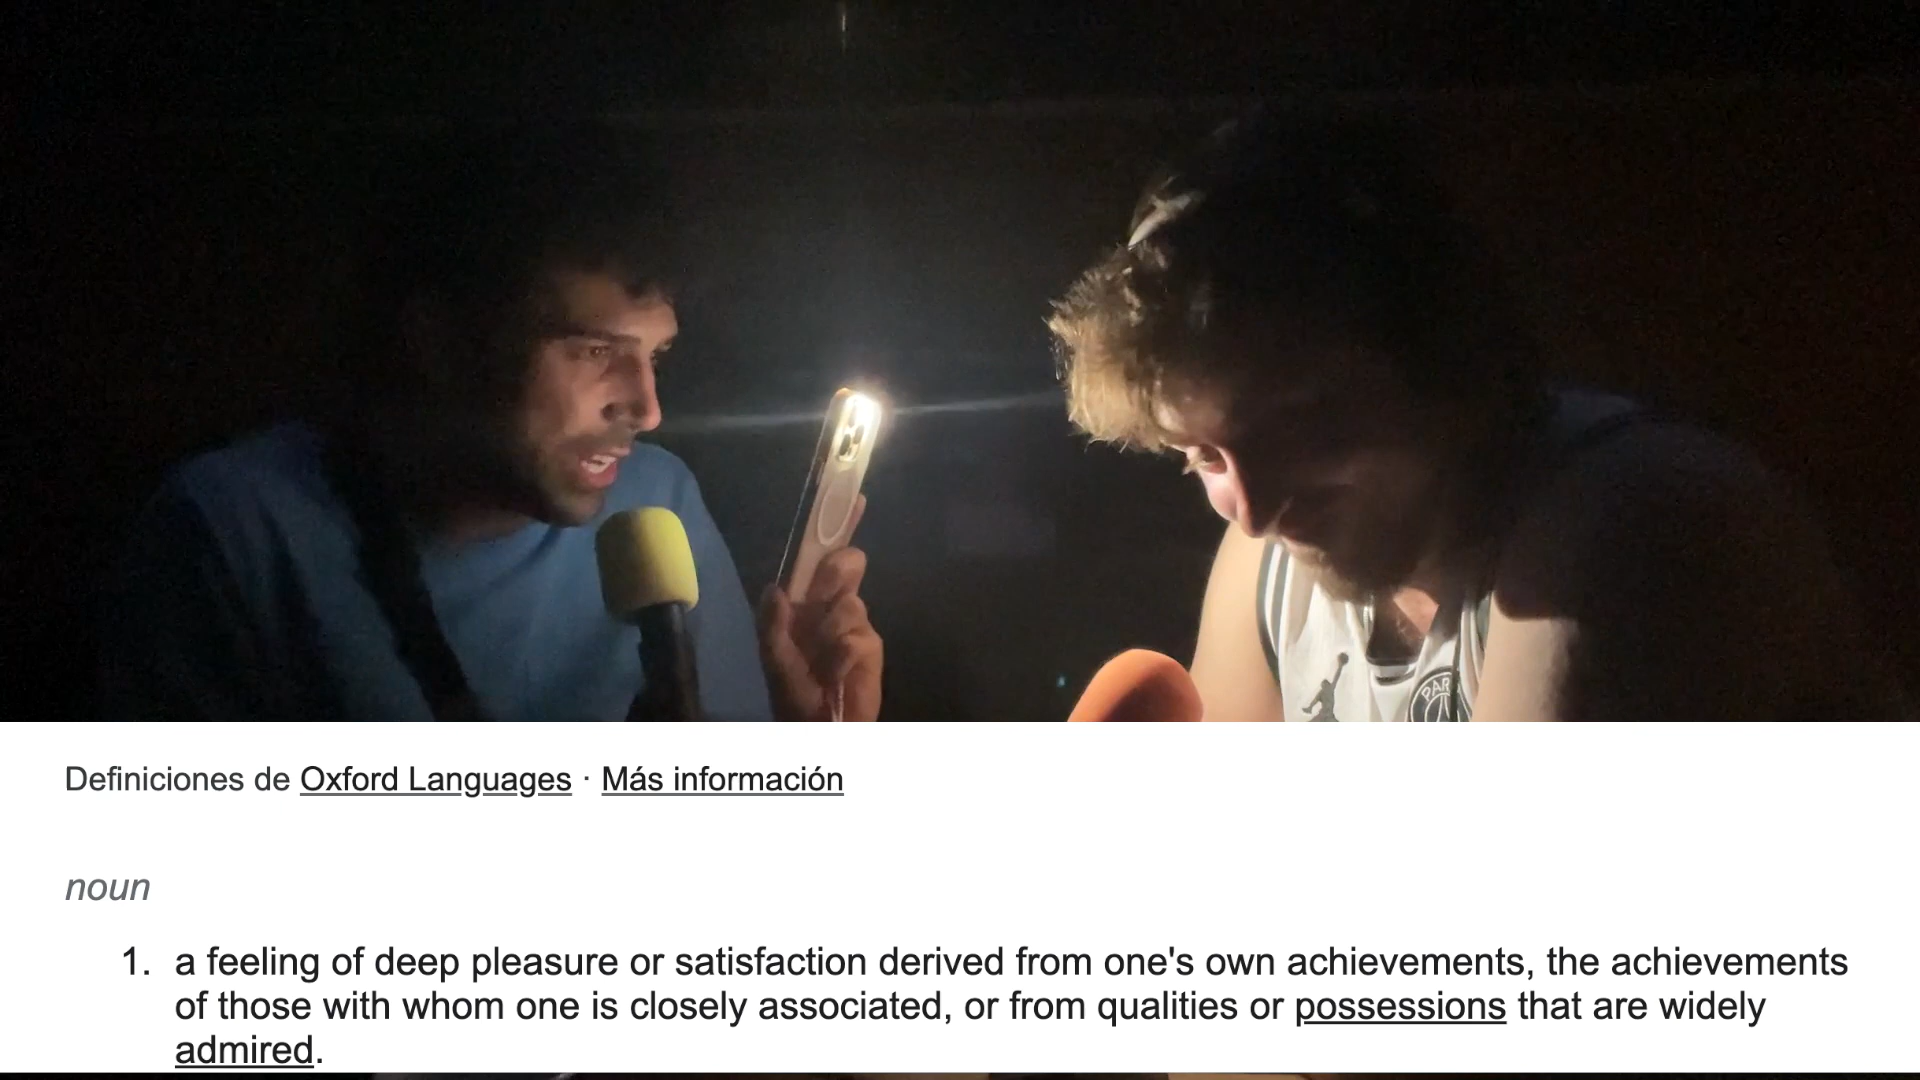 PAR
Definiciones de Oxford Languages · Más información
noun
1. a feeling of deep pleasure or satisfaction derived from one's own achievements, the achievements
of those with whom one is closely associated, or from qualities or possessions that are widely
admired.